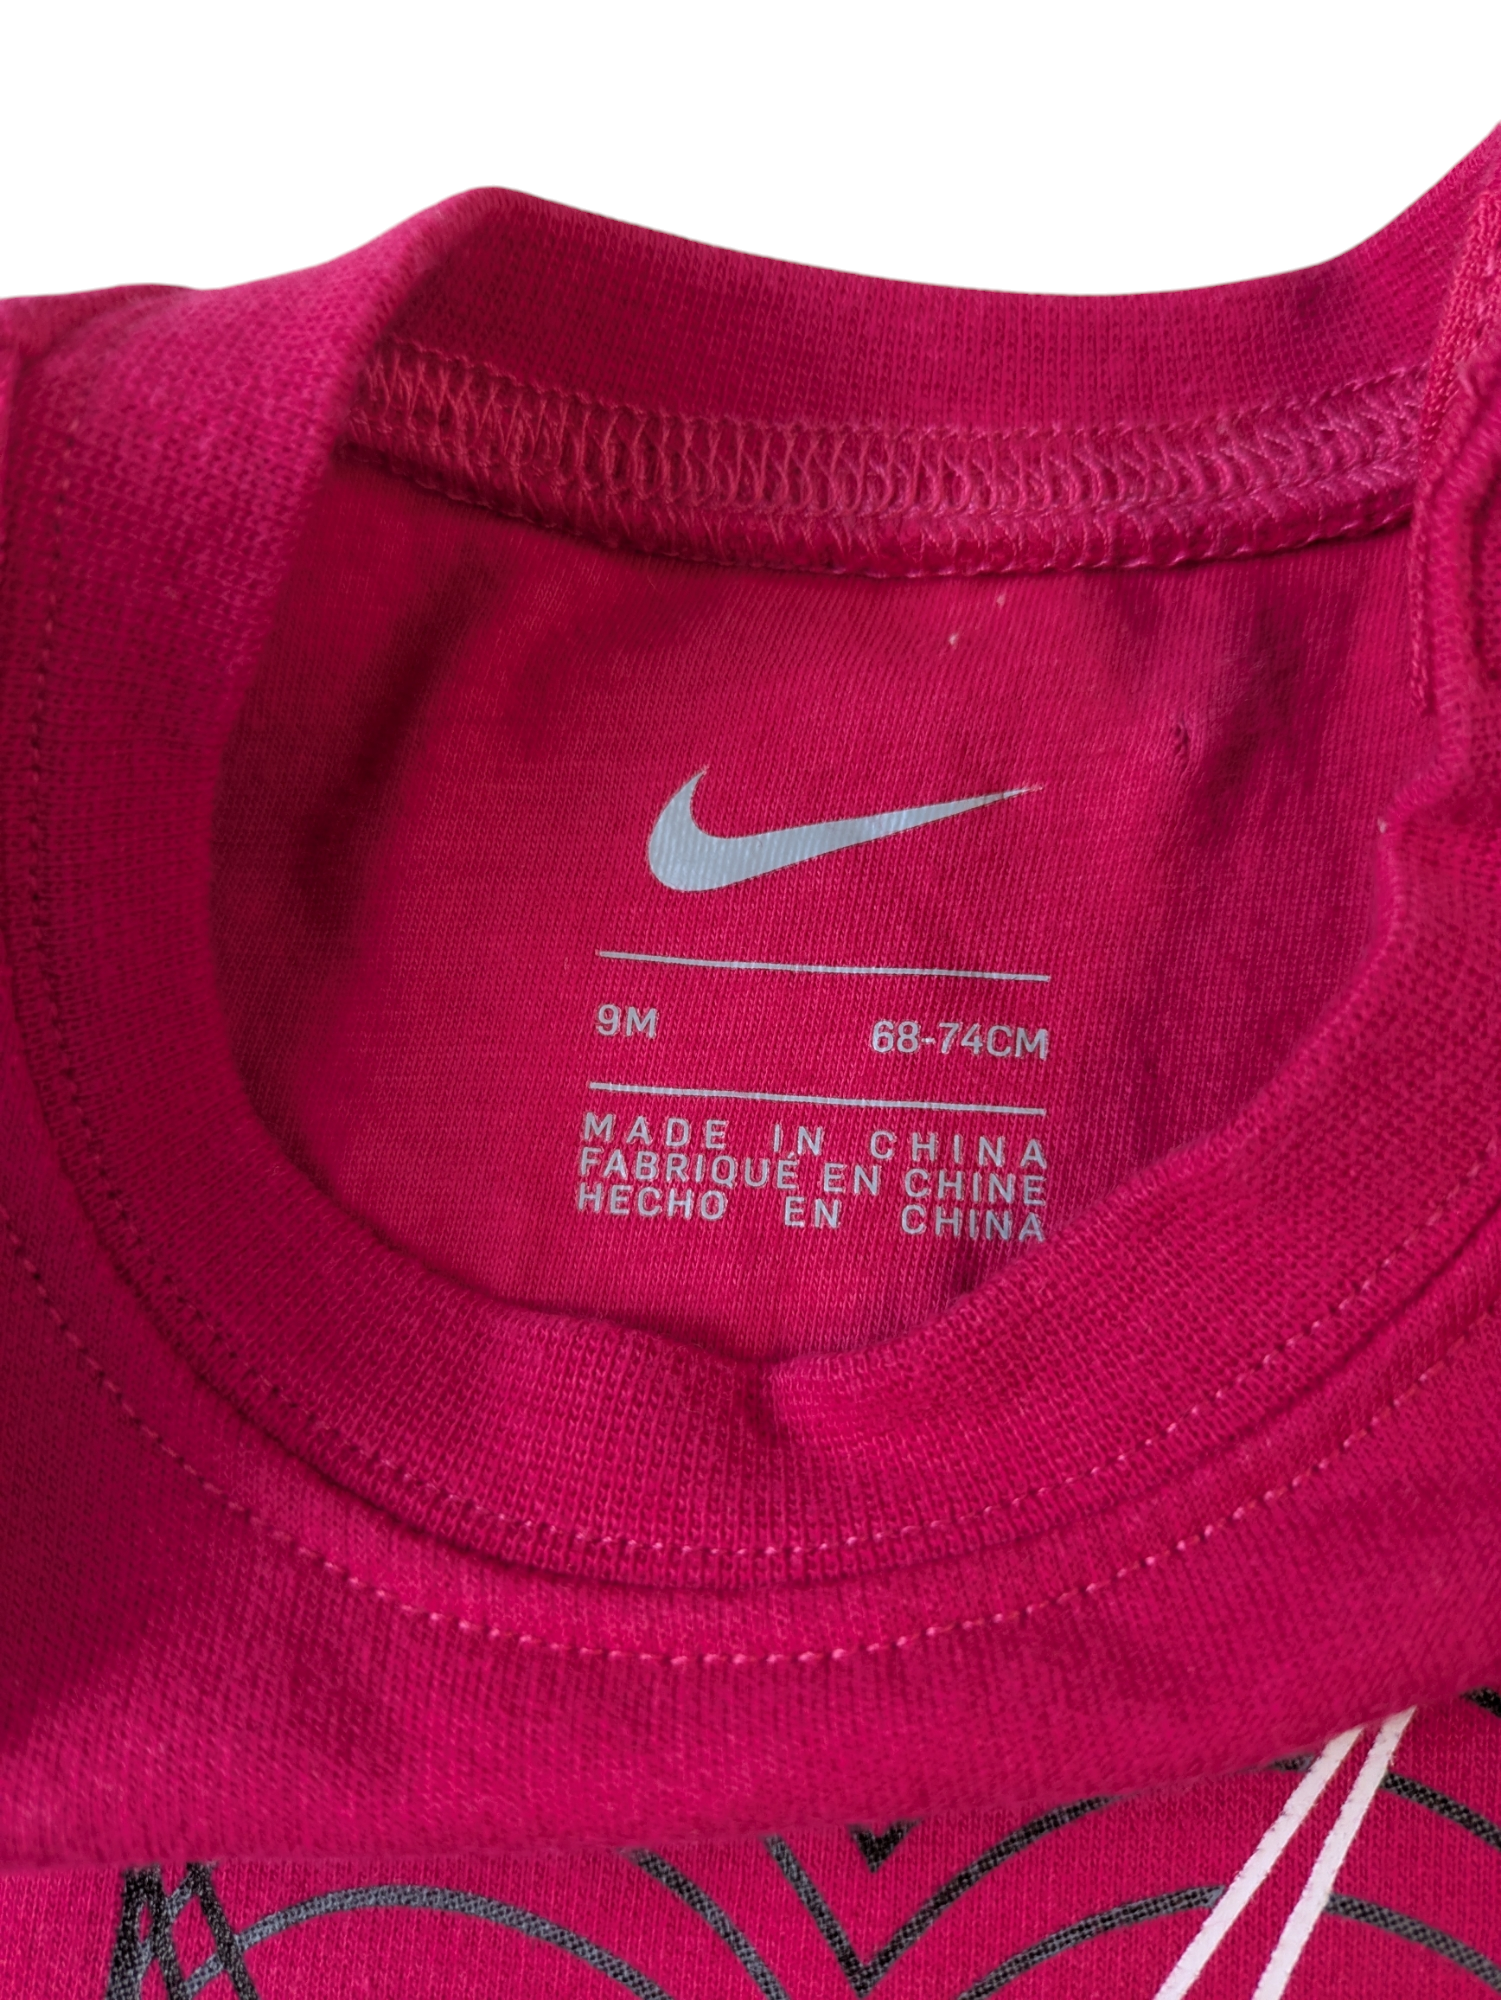 9M 68-74CM
MADE IN CHINA
FABRIQUÉ EN CHINE
HECHO EN CHINA